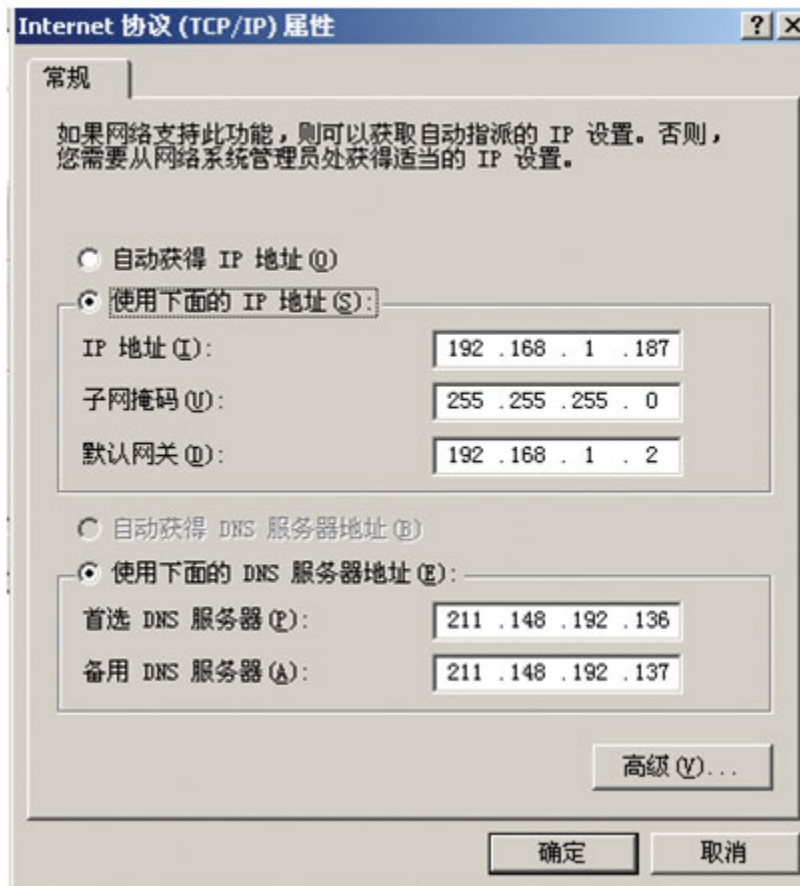 Internet 协议 (TCP/IP) 属性
常规
如果网络支持此功能，则可以获取自动指派的 IP 设置。否则，
您需要从网络系统管理员处获得适当的 IP 设置。
自动获得 IP 地址(O)
使用下面的 IP 地址(S):
IP 地址(I): 192 .168 . 1 .187
子网掩码(U): 255 .255 .255 . 0
默认网关(D): 192 .168 . 1 . 2
自动获得 DNS 服务器地址(B)
使用下面的 DNS 服务器地址(E):
首选 DNS 服务器(P): 211 .148 .192 .136
备用 DNS 服务器(A): 211 .148 .192 .137
高级(V)...
确定 取消